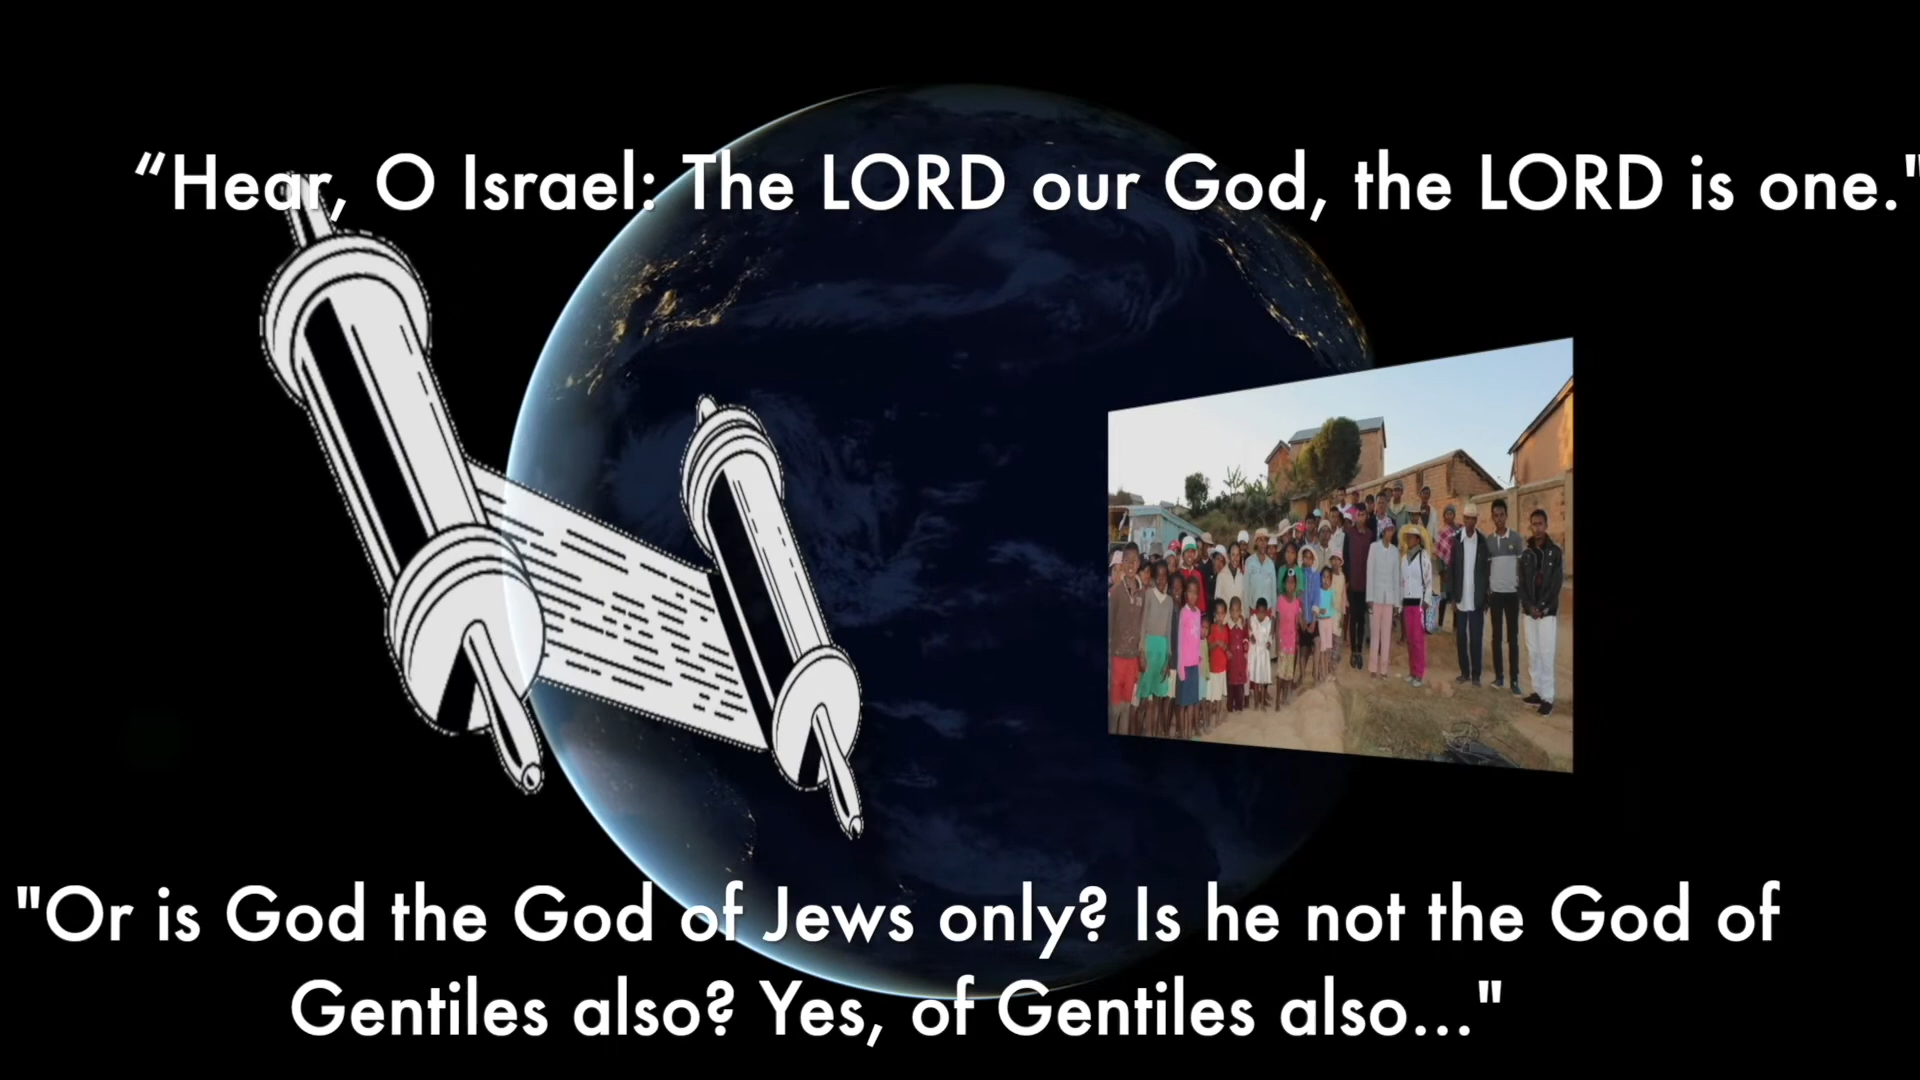 “Hear, O Israel: The LORD our God, the LORD is one."
"Or is God the God of Jews only? Is he not the God of
Gentiles also? Yes, of Gentiles also..."